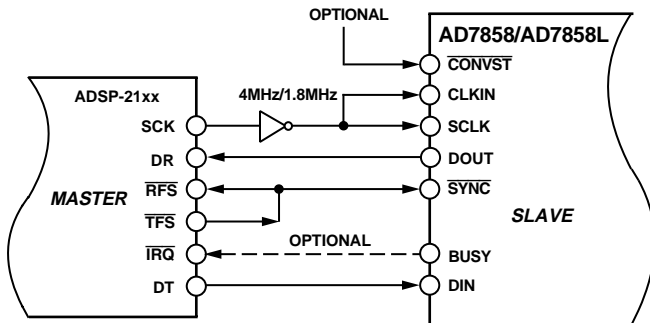 OPTIONAL
AD7858/AD7858L
CONVST
ADSP-21xx
4MHz/1.8MHz
CLKIN
SCK
SCLK
DR
DOUT
MASTER
RFS
SYNC
SLAVE
TFS
OPTIONAL
IRQ
BUSY
DT
DIN